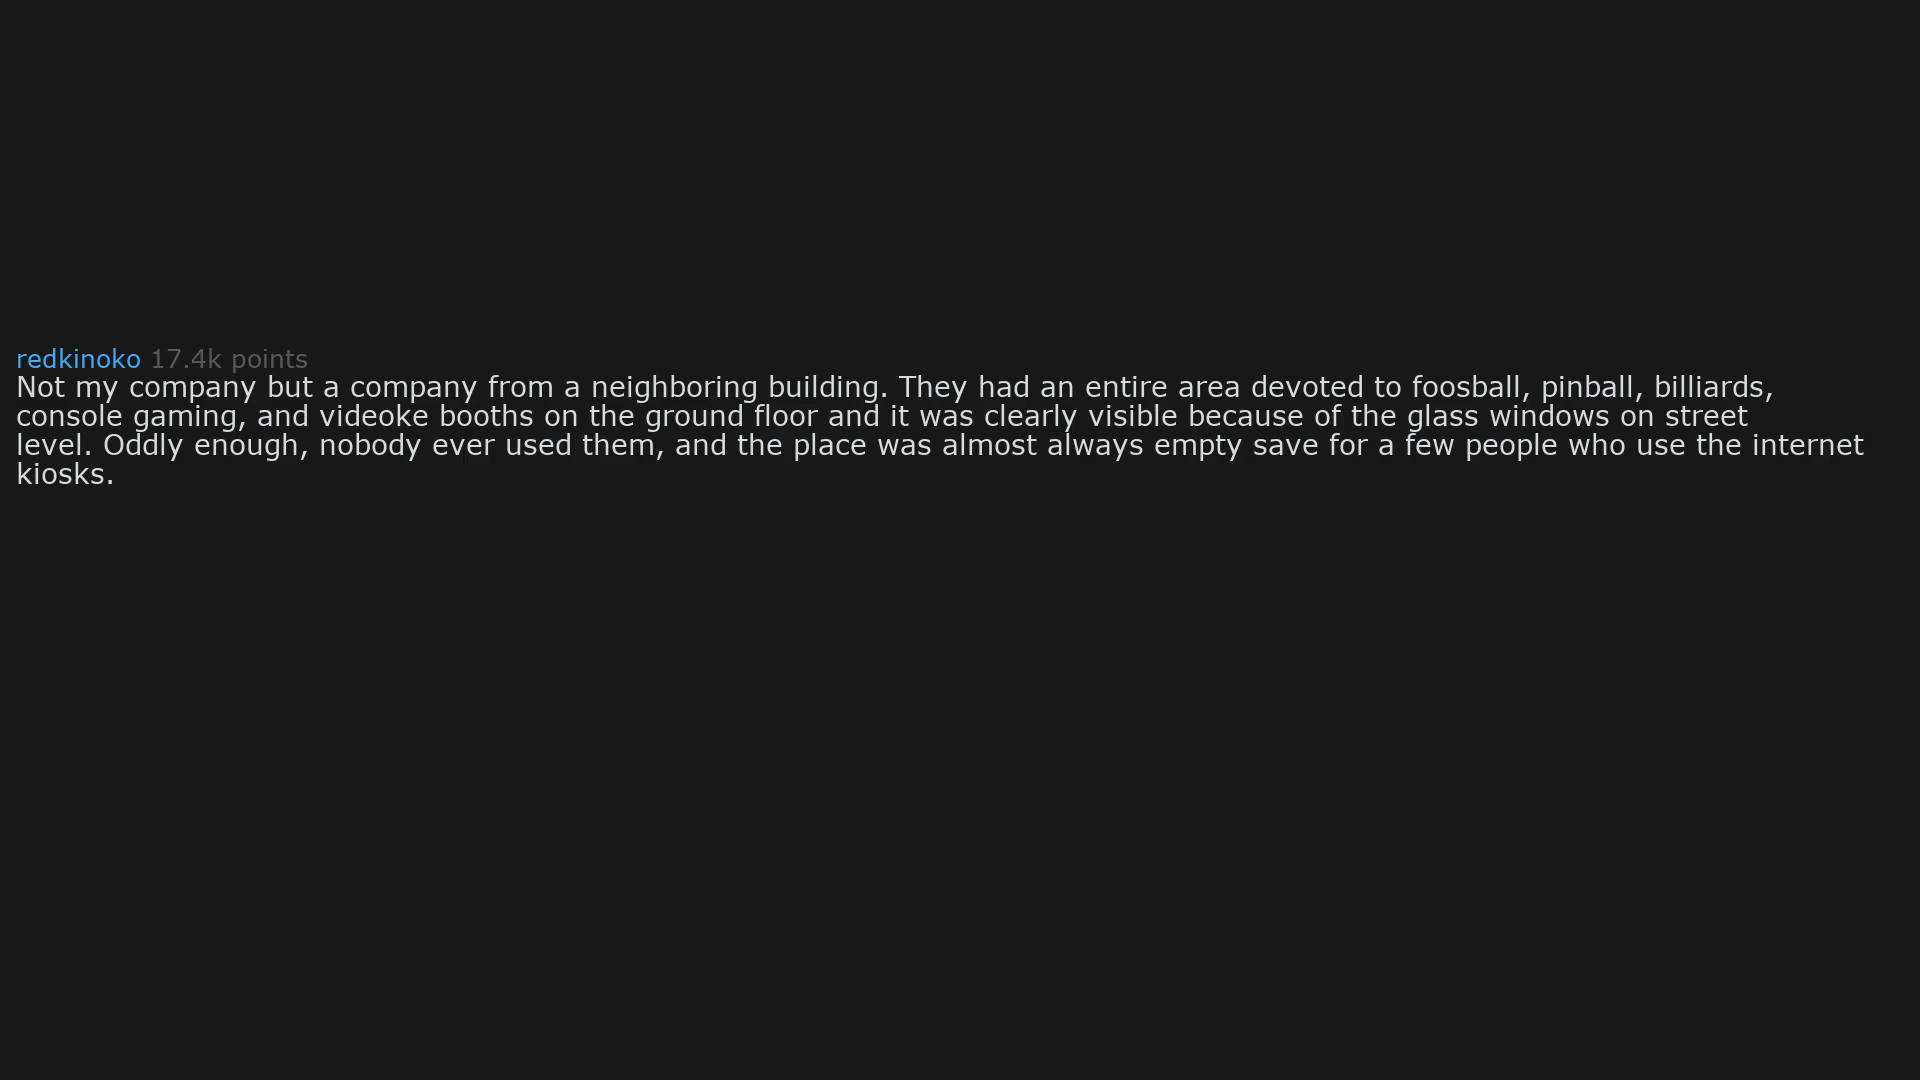 redkinoko 17.4k points
Not my company but a company from a neighboring building. They had an entire area devoted to foosball, pinball, billiards,
console gaming, and videoke booths on the ground floor and it was clearly visible because of the glass windows on street
level. Oddly enough, nobody ever used them, and the place was almost always empty save for a few people who use the internet
kiosks.